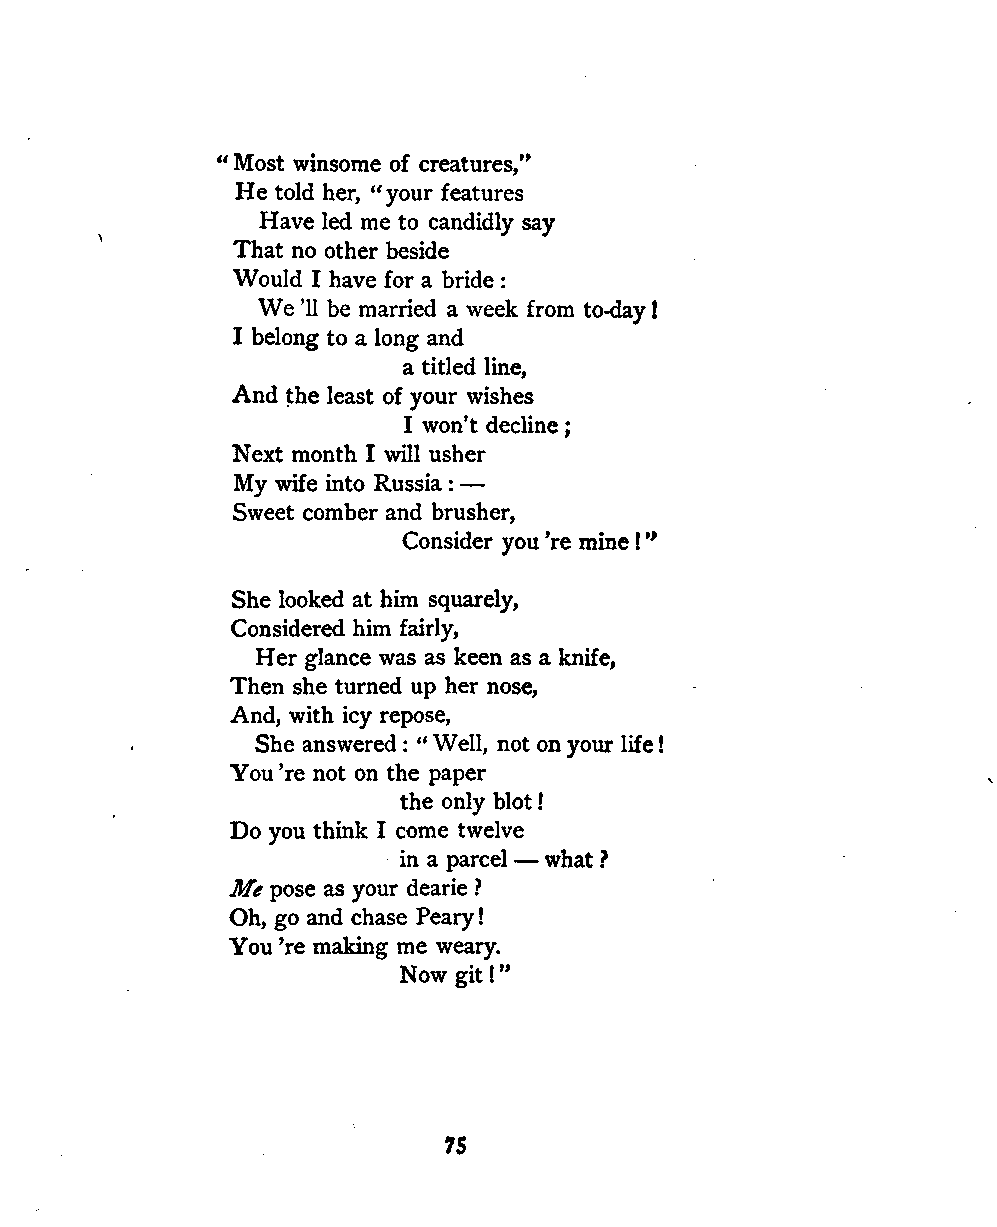 “Most winsome of creatures,”
He told her, “your features
Have led me to candidly say
That no other beside
Would I have for a bride :
We ’ll be married a week from to-day !
I belong to a long and
a titled line,
And the least of your wishes
I won’t decline ;
Next month I will usher
My wife into Russia : —
Sweet comber and brusher,
Consider you ’re mine ! ”

She looked at him squarely,
Considered him fairly,
Her glance was as keen as a knife,
Then she turned up her nose,
And, with icy repose,
She answered : “ Well, not on your life !
You ’re not on the paper
the only blot !
Do you think I come twelve
in a parcel — what ?
Me pose as your dearie ?
Oh, go and chase Peary !
You ’re making me weary.
Now git ! ”
75